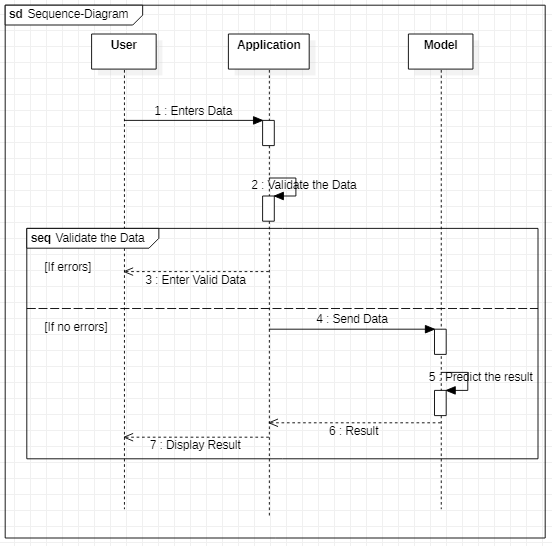 sd Sequence-Diagram
User
Application
Model
1 : Enters Data
2 : Validate the Data
seq Validate the Data
[If errors]
3 : Enter Valid Data
[If no errors]
4 : Send Data
5 : Predict the result
6 : Result
7 : Display Result